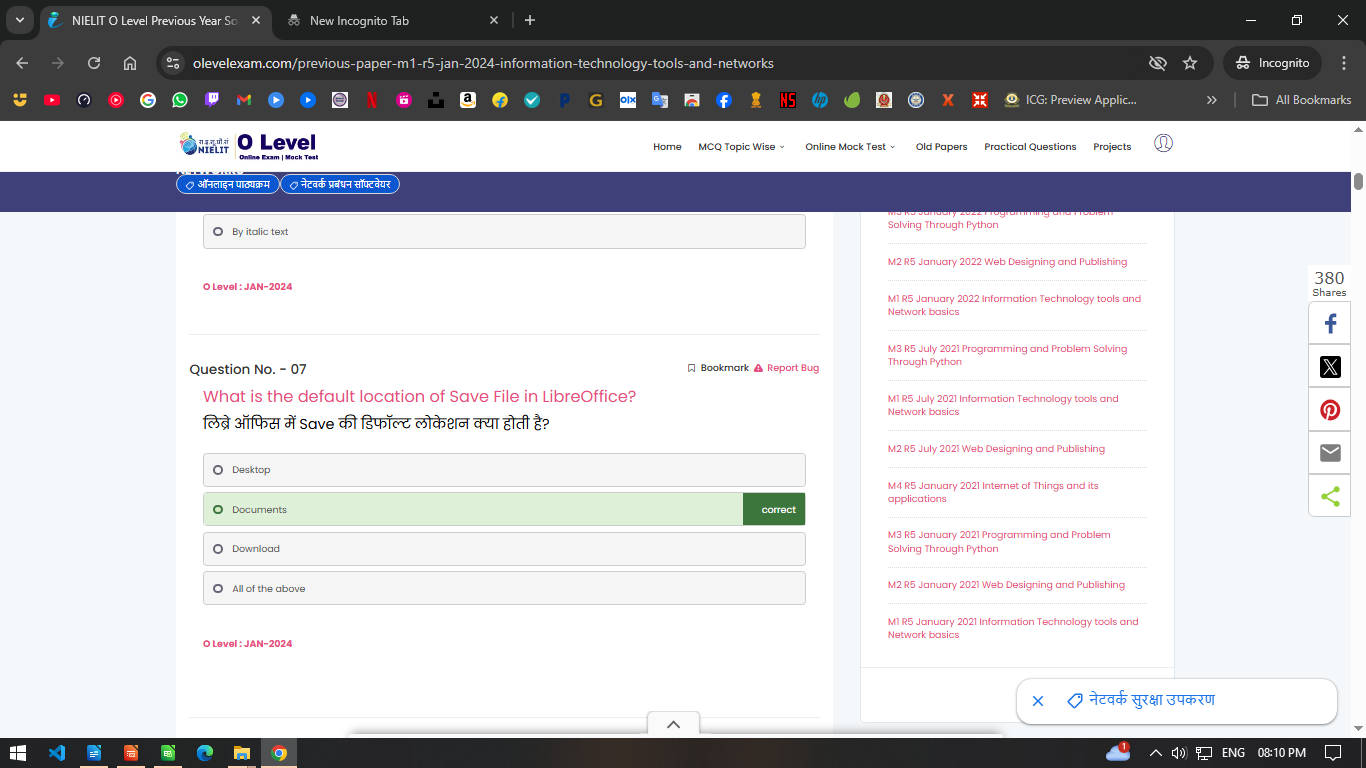 NIELIT O Level Previous Year So
New Incognito Tab
olevelexam.com/previous-paper-m1-r5-jan-2024-information-technology-tools-and-networks
Incognito
ICG: Preview Applic...
All Bookmarks
NIELIT
O Level
Online Exam | Mock Test
Home
MCQ Topic Wise
Online Mock Test
Old Papers
Practical Questions
Projects
ऑनलाइन पाठ्यक्रम
नेटवर्क प्रबंधन सॉफ्टवेयर
By italic text
O Level : JAN-2024
Question No. - 07
Bookmark
Report Bug
What is the default location of Save File in LibreOffice?
लिब्रे ऑफिस में Save की डिफॉल्ट लोकेशन क्या होती है?
Desktop
Documents
correct
Download
All of the above
O Level : JAN-2024
M3 R5 January 2022 Programming and Problem
Solving Through Python
M2 R5 January 2022 Web Designing and Publishing
M1 R5 January 2022 Information Technology tools and
Network basics
M3 R5 July 2021 Programming and Problem Solving
Through Python
M1 R5 July 2021 Information Technology tools and
Network basics
M2 R5 July 2021 Web Designing and Publishing
M4 R5 January 2021 Internet of Things and its
applications
M3 R5 January 2021 Programming and Problem
Solving Through Python
M2 R5 January 2021 Web Designing and Publishing
M1 R5 January 2021 Information Technology tools and
Network basics
380
Shares
नेटवर्क सुरक्षा उपकरण
1
ENG
08:10 PM